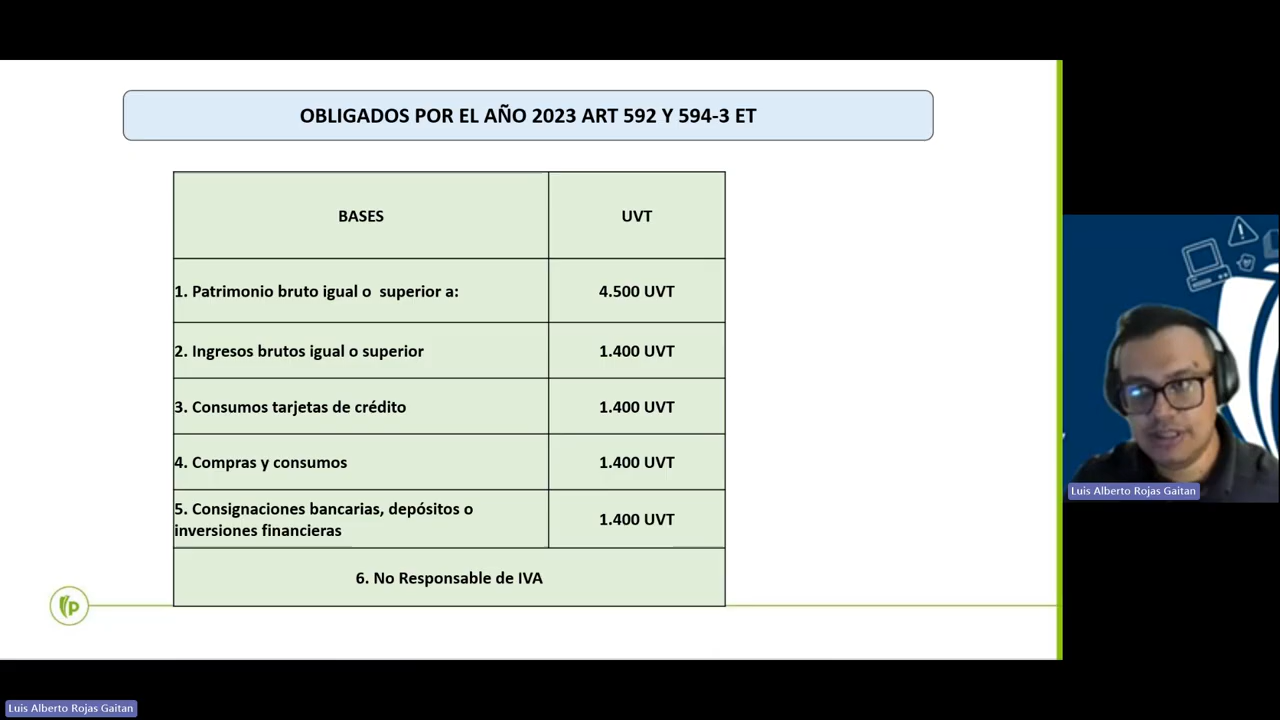 OBLIGADOS POR EL AÑO 2023 ART 592 Y 594-3 ET
BASES
UVT
1. Patrimonio bruto igual o  superior a:
4.500 UVT
2. Ingresos brutos igual o superior
1.400 UVT
3. Consumos tarjetas de crédito
1.400 UVT
4. Compras y consumos
1.400 UVT
5. Consignaciones bancarias, depósitos o
inversiones financieras
1.400 UVT
6. No Responsable de IVA
p
Luis Alberto Rojas Gaitan
Luis Alberto Rojas Gaitan